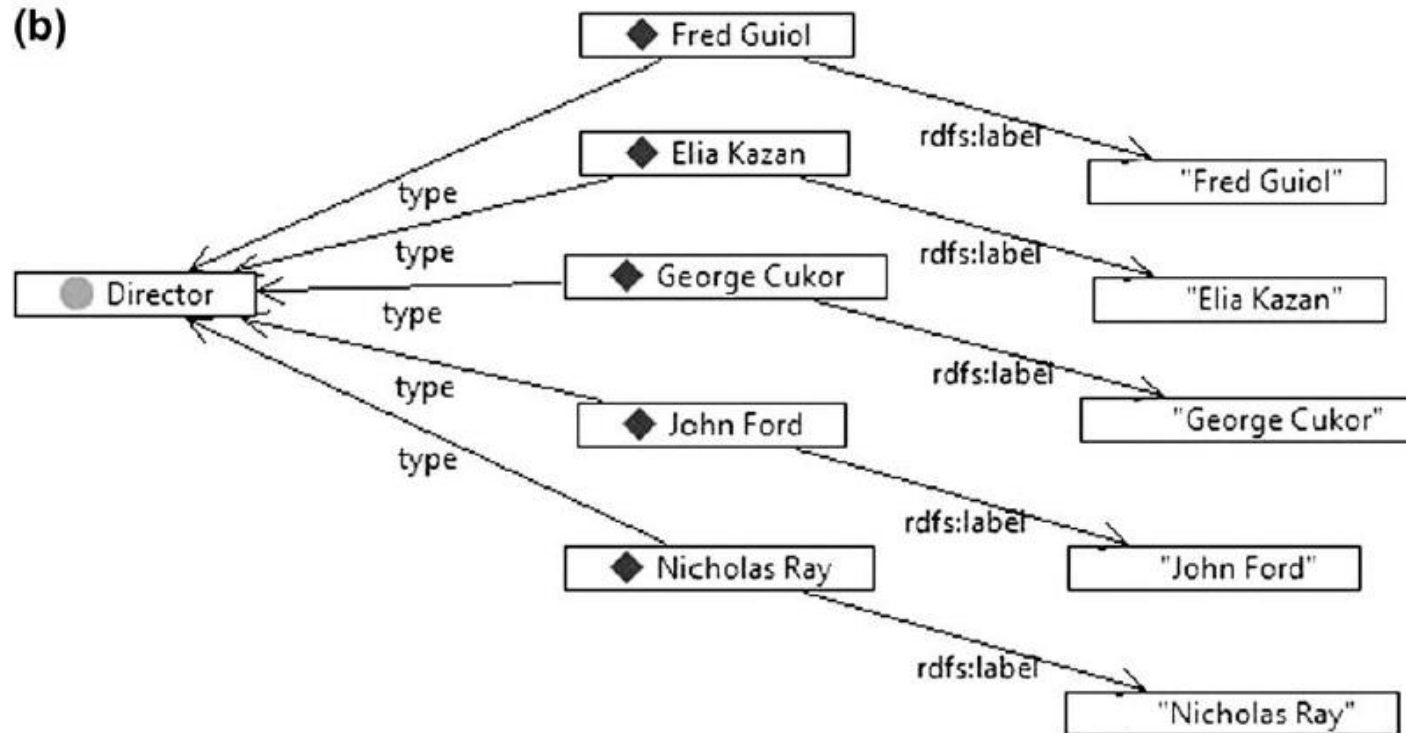 (b)
Fred Guiol
rdfs:label
Elia Kazan
"Fred Guiol"
type
type
rdfs:label
George Cukor
Director
"Elia Kazan"
type
rdfs:label
type
John Ford
"George Cukor"
type
rdfs:label
Nicholas Ray
"John Ford"
rdfs:label
"Nicholas Ray"